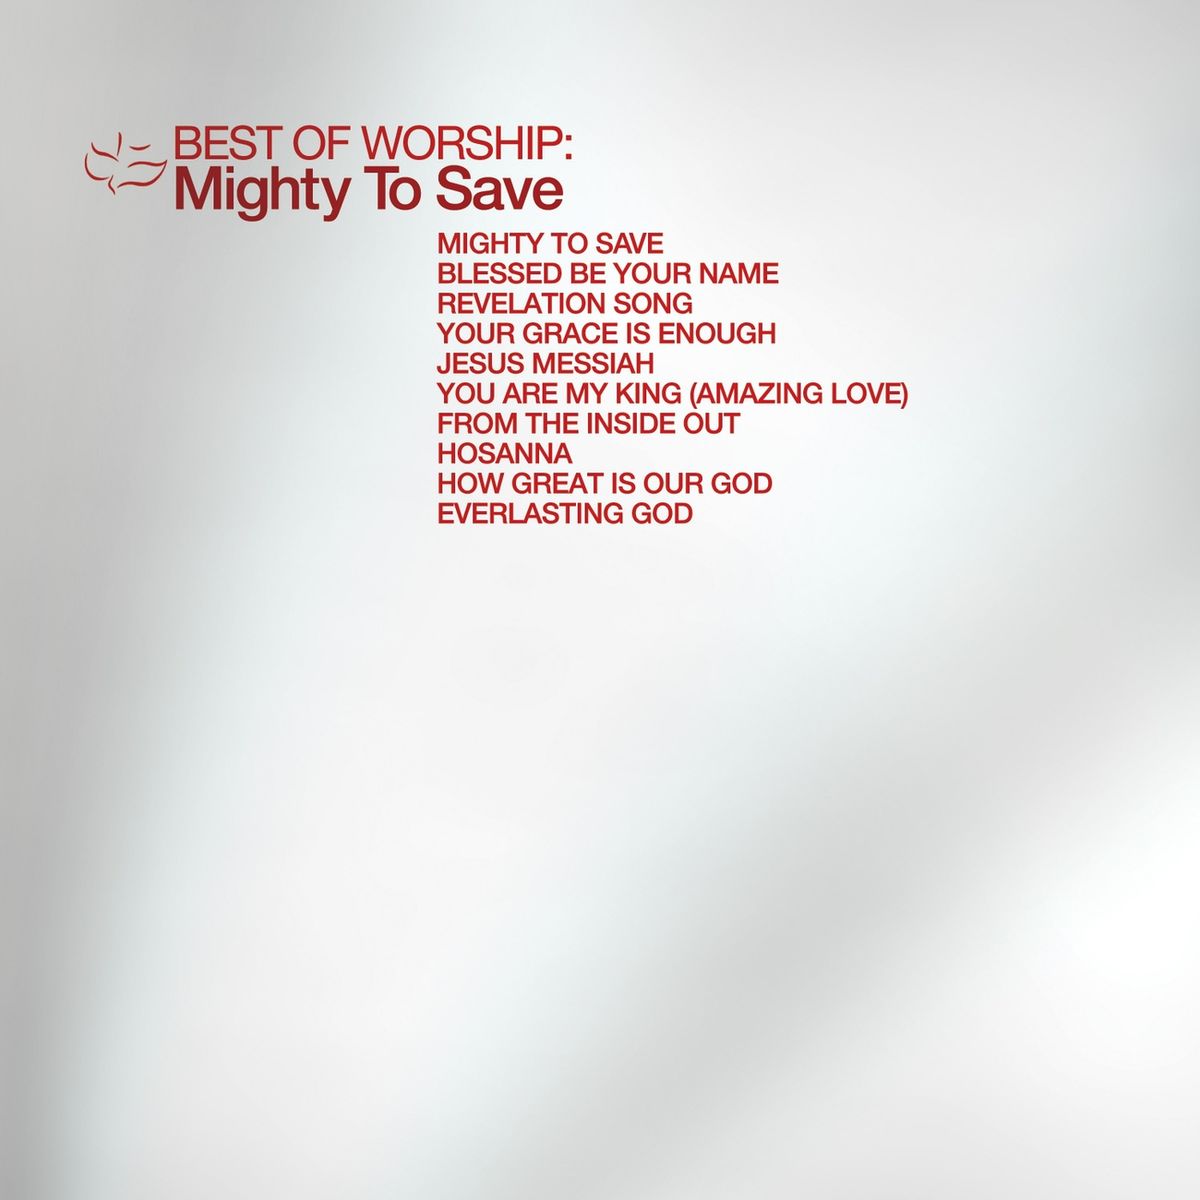 BEST OF WORSHIP:
Mighty To Save
MIGHTY TO SAVE
BLESSED BE YOUR NAME
REVELATION SONG
YOUR GRACE IS ENOUGH
JESUS MESSIAH
YOU ARE MY KING (AMAZING LOVE)
FROM THE INSIDE OUT
HOSANNA
HOW GREAT IS OUR GOD
EVERLASTING GOD